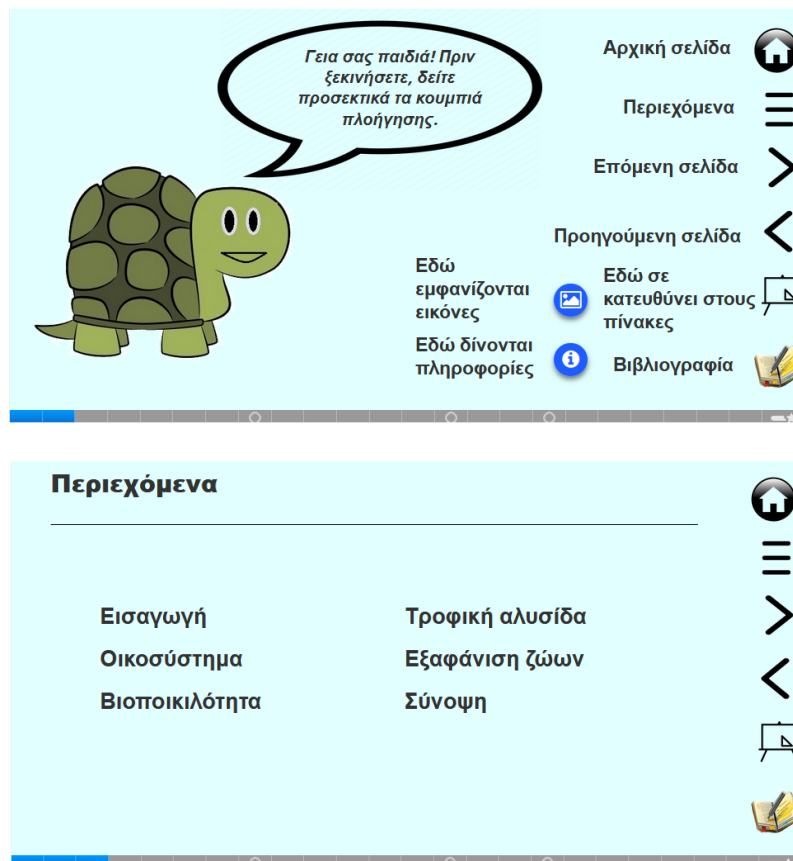 Γεια σας παιδιά! Πριν
ξεκινήσετε, δείτε
προσεκτικά τα κουμπιά
πλοήγησης.
Αρχική σελίδα
Περιεχόμενα
Επόμενη σελίδα
Προηγούμενη σελίδα
Εδώ
εμφανίζονται
εικόνες
Εδώ σε
κατευθύνει στους
πίνακες
Εδώ δίνονται
πληροφορίες
Βιβλιογραφία
Περιεχόμενα
Εισαγωγή
Οικοσύστημα
Βιοποικιλότητα
Τροφική αλυσίδα
Εξαφάνιση ζώων
Σύνοψη